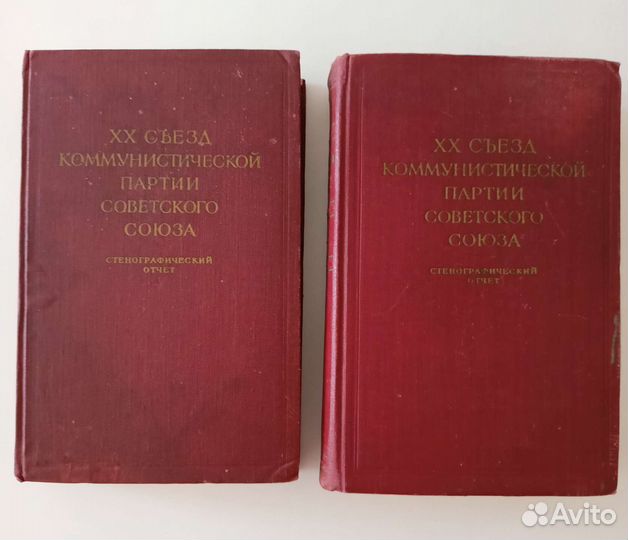 XX СЪЕЗД
КОММУНИСТИЧЕСКОЙ
ПАРТИИ
СОВЕТСКОГО
СОЮЗА
СТЕНОГРАФИЧЕСКИЙ
ОТЧЕТ
XX СЪЕЗД
КОММУНИСТИЧЕСКОЙ
ПАРТИИ
СОВЕТСКОГО
СОЮЗА
СТЕНОГРАФИЧЕСКИЙ
ОТЧЕТ
Avito